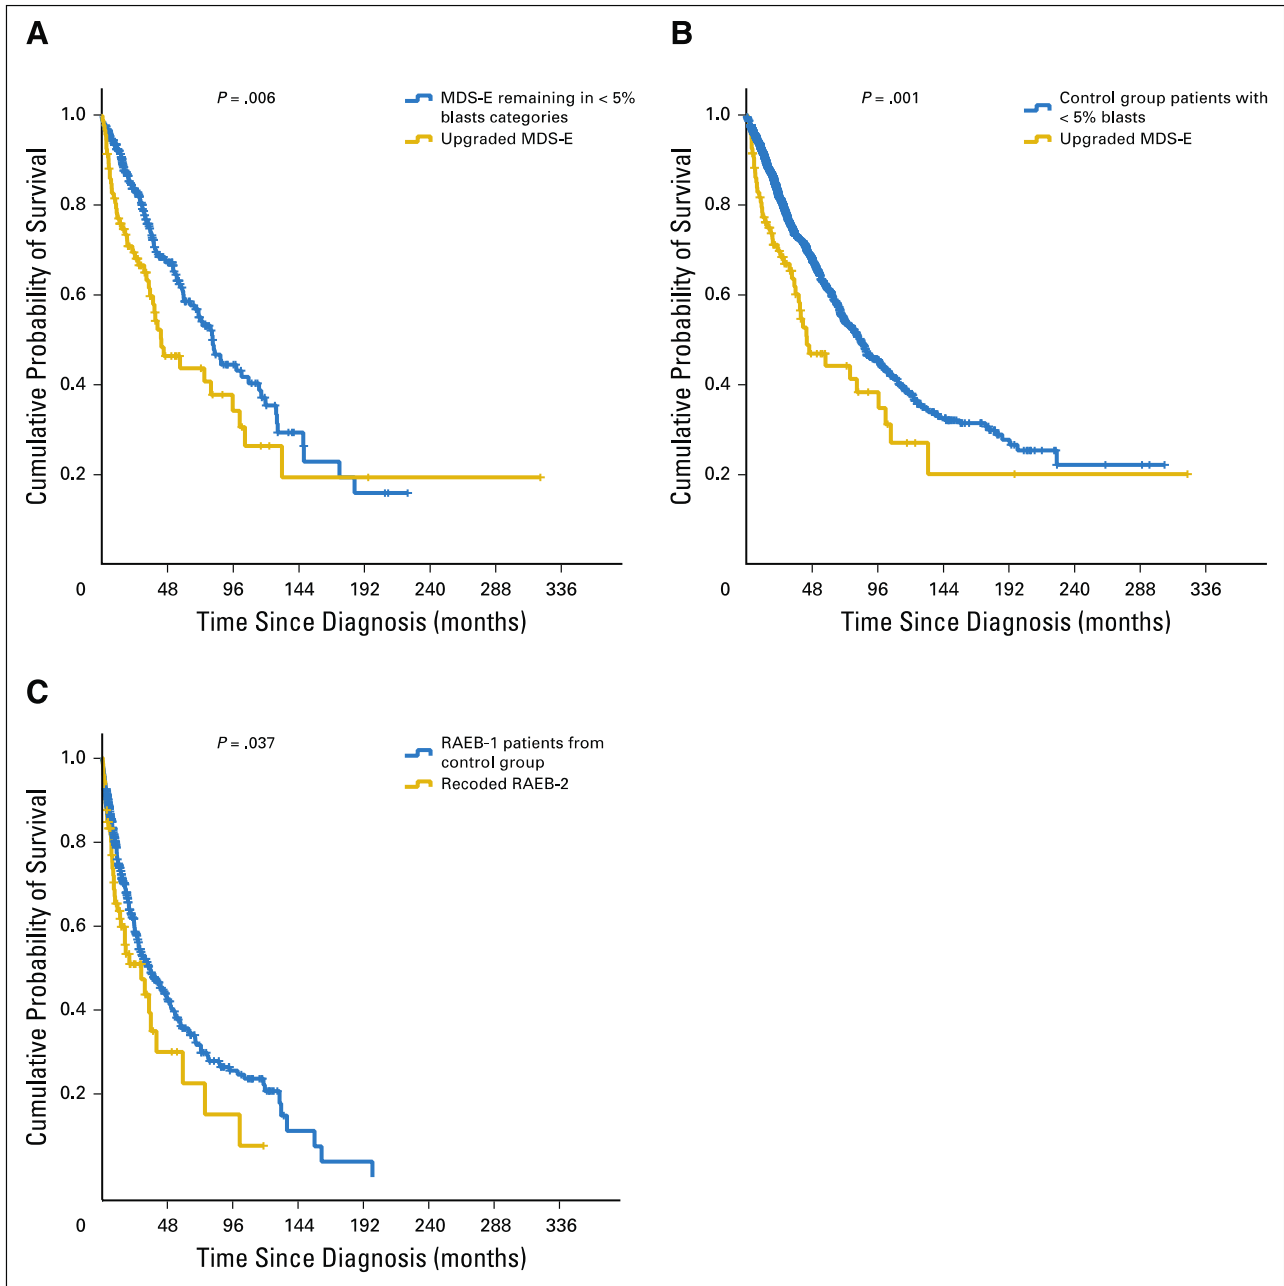 A
P = .006
MDS-E remaining in < 5%
blasts categories
Upgraded MDS-E
Cumulative Probability of Survival
1.0
0.8
0.6
0.4
0.2
0 48 96 144 192 240 288 336
Time Since Diagnosis (months)
B
P = .001
Control group patients with
< 5% blasts
Upgraded MDS-E
Cumulative Probability of Survival
1.0
0.8
0.6
0.4
0.2
0 48 96 144 192 240 288 336
Time Since Diagnosis (months)
C
P = .037
RAEB-1 patients from
control group
Recoded RAEB-2
Cumulative Probability of Survival
1.0
0.8
0.6
0.4
0.2
0 48 96 144 192 240 288 336
Time Since Diagnosis (months)